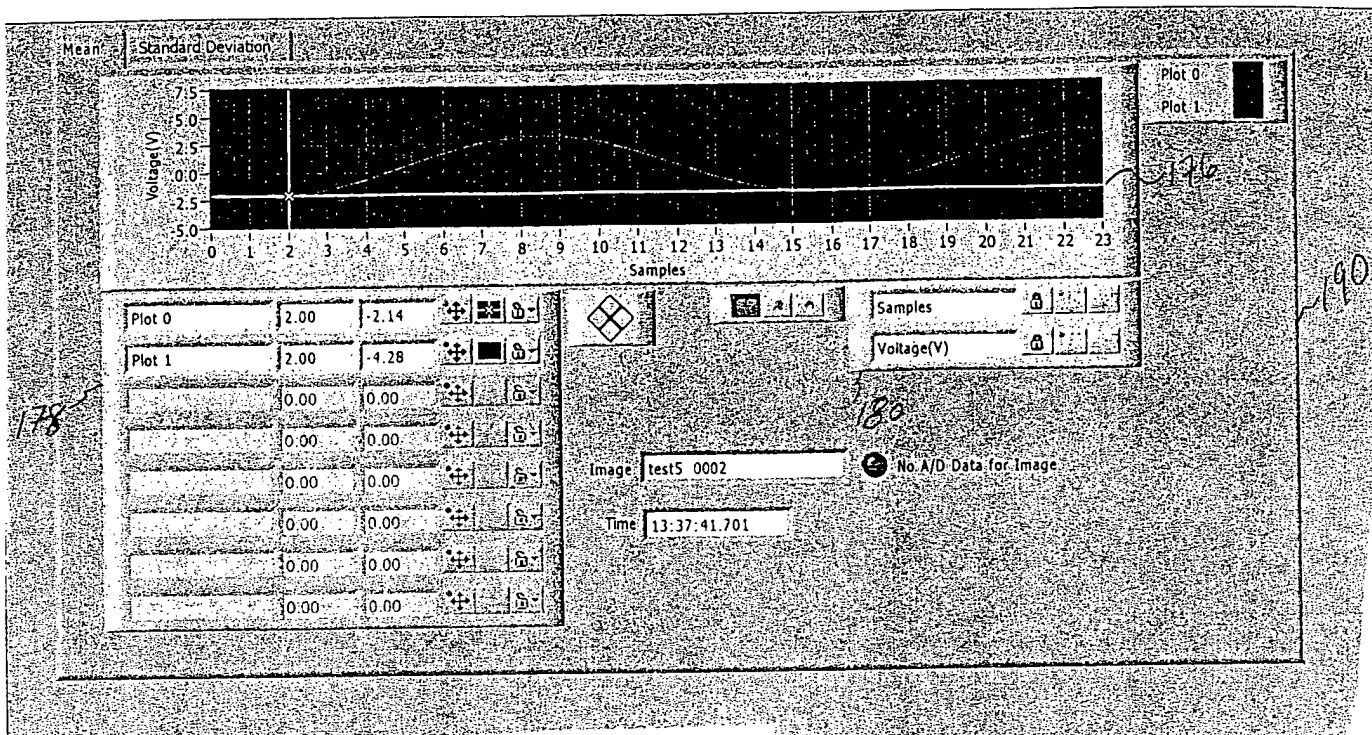 Mean Standard Deviation
Plot 0
Plot 1
7.5
5.0
2.5
0.0
2.5
-5.0
Voltage(V)
0 1 2 3 4 5 6 7 8 9 10 11 12 13 14 15 16 17 18 19 20 21 22 23
Samples
176
190
178
180
Plot 0 2.00 -2.14
Plot 1 2.00 -4.28
0.00 0.00
0.00 0.00
0.00 0.00
0.00 0.00
0.00 0.00
0.00 0.00
Samples
Voltage(V)
Image test5 0002 No A/D Data for Image
Time 13:37:41.701